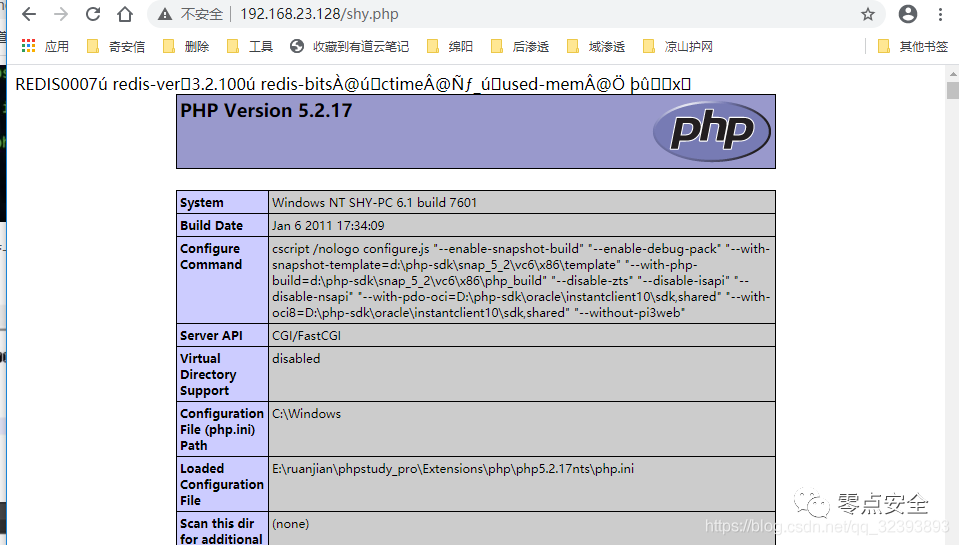 不安全 192.168.23.128/shy.php
应用 奇安信 删除 工具 收藏到有道云笔记 绵阳 后渗透 域渗透 凉山护网 其他书签
REDIS0007ú redis-ver 3.2.100ú redis-bitsÀ@ú ctimeÂ@Ñƒ_ú used-memÂ@Ö þû x
PHP Version 5.2.17
php
System Windows NT SHY-PC 6.1 build 7601
Build Date Jan 6 2011 17:34:09
Configure Command cscript /nologo configure.js "--enable-snapshot-build" "--enable-debug-pack" "--with-
snapshot-template=d:\php-sdk\snap_5_2\vc6\x86\template" "--with-php-
build=d:\php-sdk\snap_5_2\vc6\x86\php_build" "--disable-zts" "--disable-isapi" "--
disable-nsapi" "--with-pdo-oci=D:\php-sdk\oracle\instantclient10\sdk,shared" "--with-
oci8=D:\php-sdk\oracle\instantclient10\sdk,shared" "--without-pi3web"
Server API CGI/FastCGI
Virtual Directory Support disabled
Configuration File (php.ini) Path C:\Windows
Loaded Configuration File E:\ruanjian\phpstudy_pro\Extensions\php\php5.2.17nts\php.ini
Scan this dir for additional (none)
零点安全
https://blog.csdn.net/qq_32393893